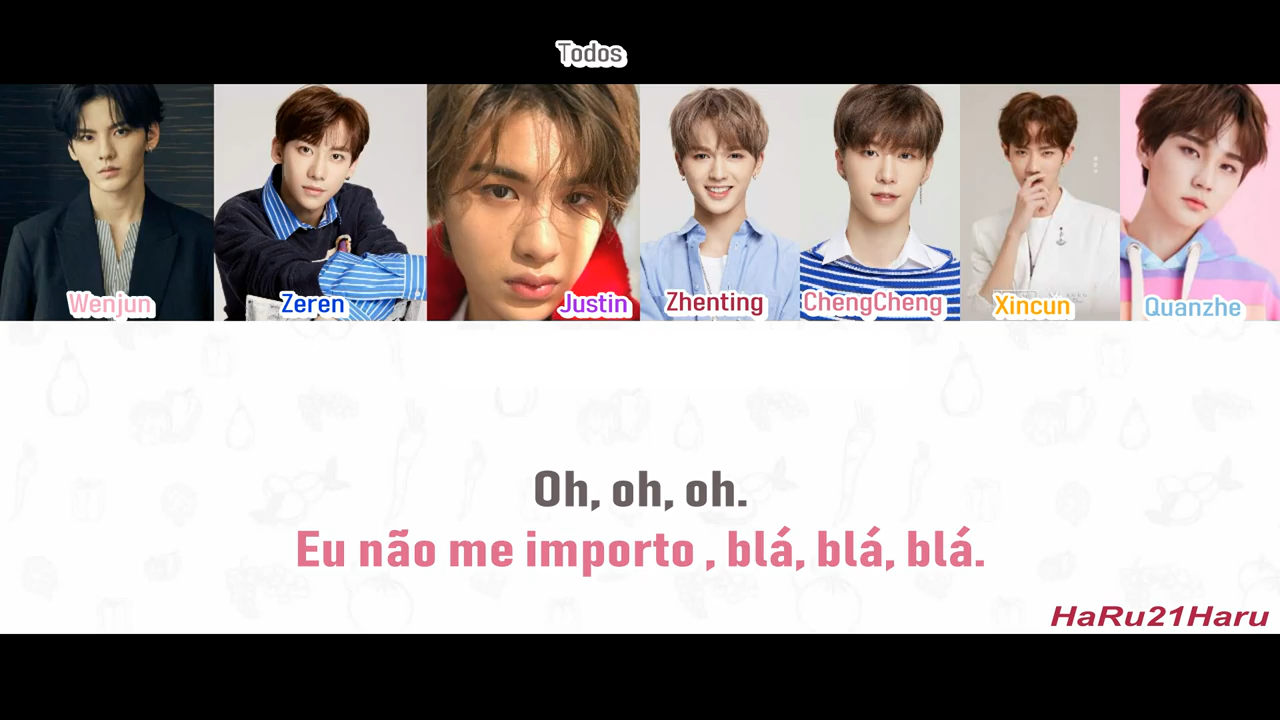 Todos
Wenjun
Zeren
Justin
Zhenting
ChengCheng
Xincun
Quanzhe
Oh, oh, oh.
Eu não me importo , blá, blá, blá.
HaRu21Haru